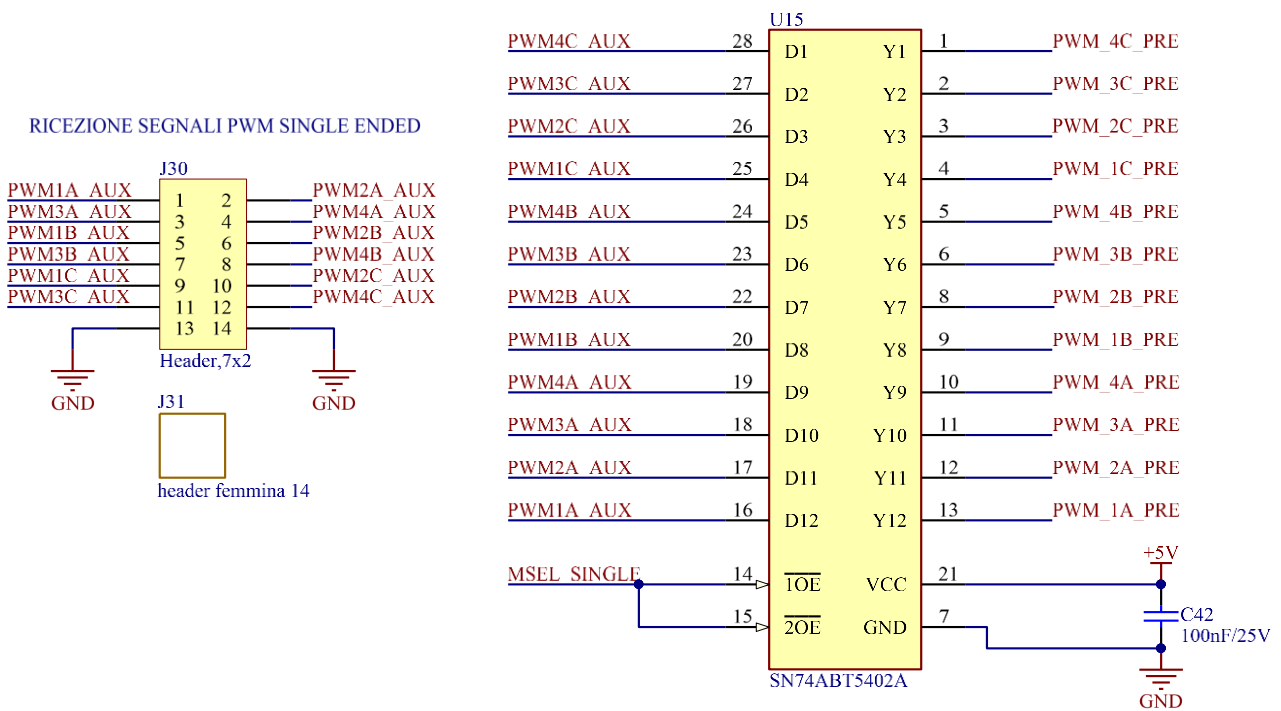 RICEZIONE SEGNALI PWM SINGLE ENDED
J30
PWM1A_AUX 1 2 PWM2A_AUX
PWM3A_AUX 3 4 PWM4A_AUX
PWM1B_AUX 5 6 PWM2B_AUX
PWM3B_AUX 7 8 PWM4B_AUX
PWM1C_AUX 9 10 PWM2C_AUX
PWM3C_AUX 11 12 PWM4C_AUX
13 14
Header,7x2
GND GND
J31
header femmina 14
U15
PWM4C_AUX 28 D1 Y1 1 PWM_4C_PRE
PWM3C_AUX 27 D2 Y2 2 PWM_3C_PRE
PWM2C_AUX 26 D3 Y3 3 PWM_2C_PRE
PWM1C_AUX 25 D4 Y4 4 PWM_1C_PRE
PWM4B_AUX 24 D5 Y5 5 PWM_4B_PRE
PWM3B_AUX 23 D6 Y6 6 PWM_3B_PRE
PWM2B_AUX 22 D7 Y7 8 PWM_2B_PRE
PWM1B_AUX 20 D8 Y8 9 PWM_1B_PRE
PWM4A_AUX 19 D9 Y9 10 PWM_4A_PRE
PWM3A_AUX 18 D10 Y10 11 PWM_3A_PRE
PWM2A_AUX 17 D11 Y11 12 PWM_2A_PRE
PWM1A_AUX 16 D12 Y12 13 PWM_1A_PRE
+5V
MSEL_SINGLE 14 1OE VCC 21
15 2OE GND 7
C42
100nF/25V
SN74ABT5402A
GND